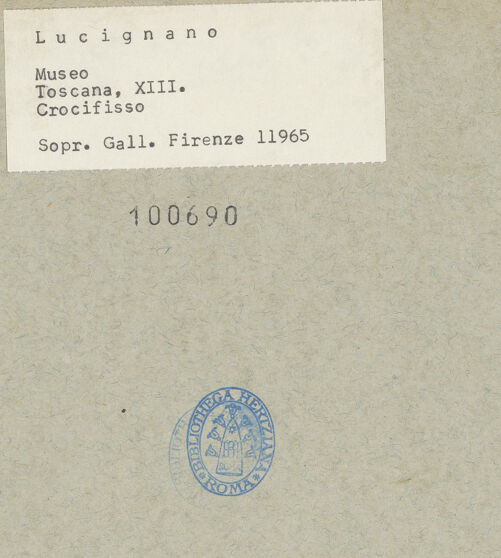 Lucignano
Museo
Toscana, XIII.
Crocifisso
Sopr. Gall. Firenze 11965
100690
BIBLIOTHECA HERTZIANA
ROMA